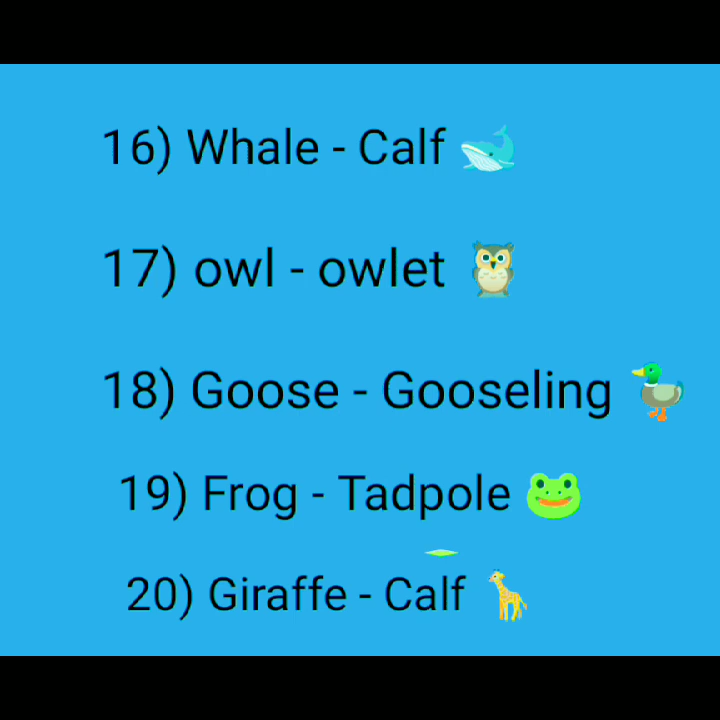 16) Whale - Calf 🐋
17) owl - owlet 🦉
18) Goose - Gooseling 🦆
19) Frog - Tadpole 🐸
20) Giraffe - Calf 🦒